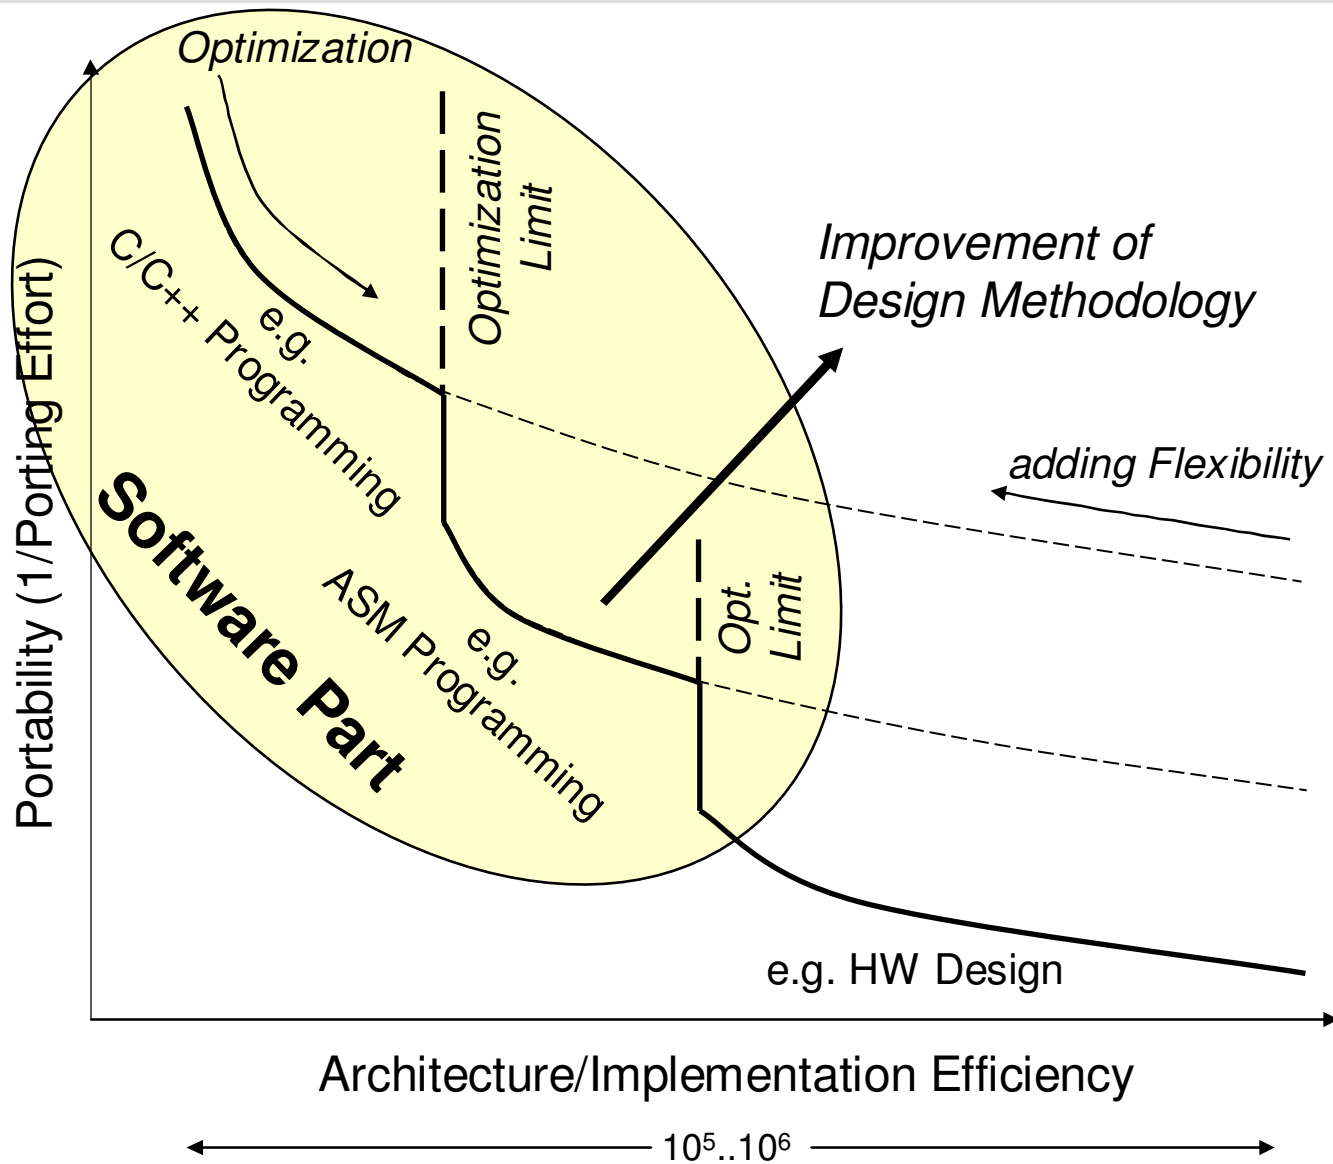 Optimization
Optimization
Limit
Improvement of
Design Methodology
C/C++ Programming
e.g.
adding Flexibility
Portability (1/Porting Effort)
Software Part
ASM Programming
e.g.
Opt.
Limit
e.g. HW Design
Architecture/Implementation Efficiency
10⁵..10⁶